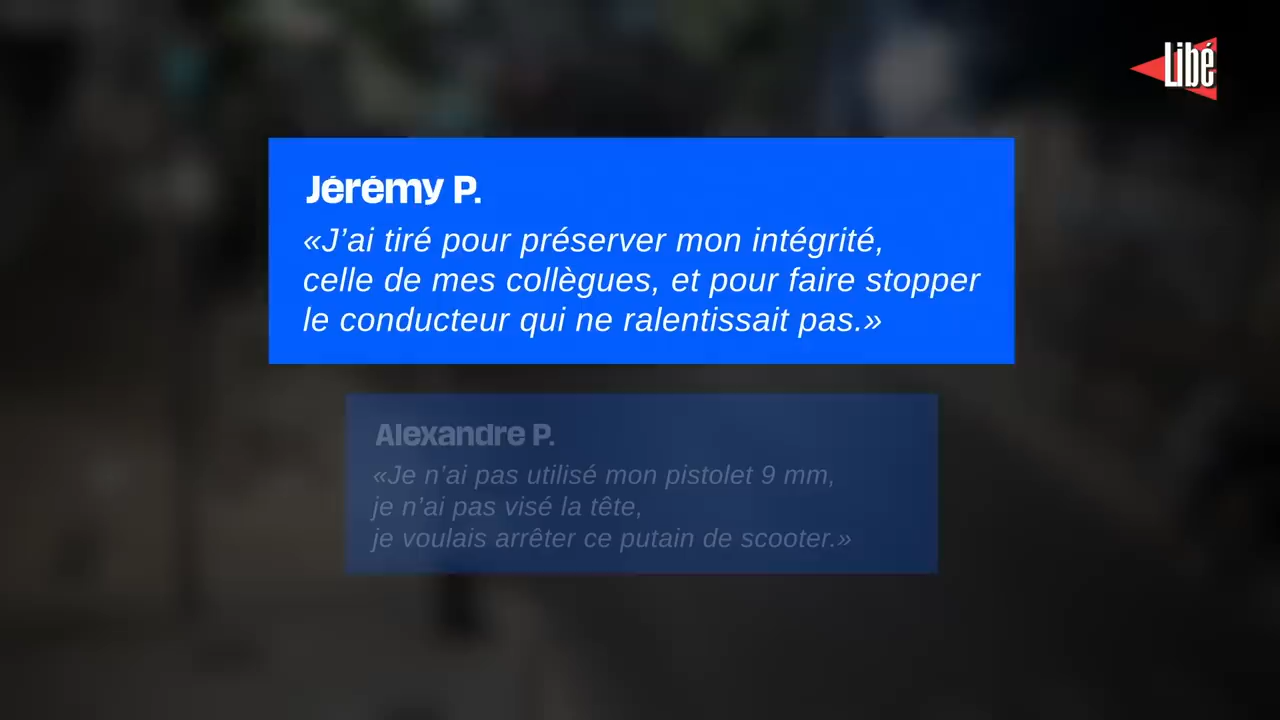 Libé
Jérémy P.
«J’ai tiré pour préserver mon intégrité,
celle de mes collègues, et pour faire stopper
le conducteur qui ne ralentissait pas.»
Alexandre P.
«Je n’ai pas utilisé mon pistolet 9 mm,
je n’ai pas visé la tête,
je voulais arrêter ce putain de scooter.»